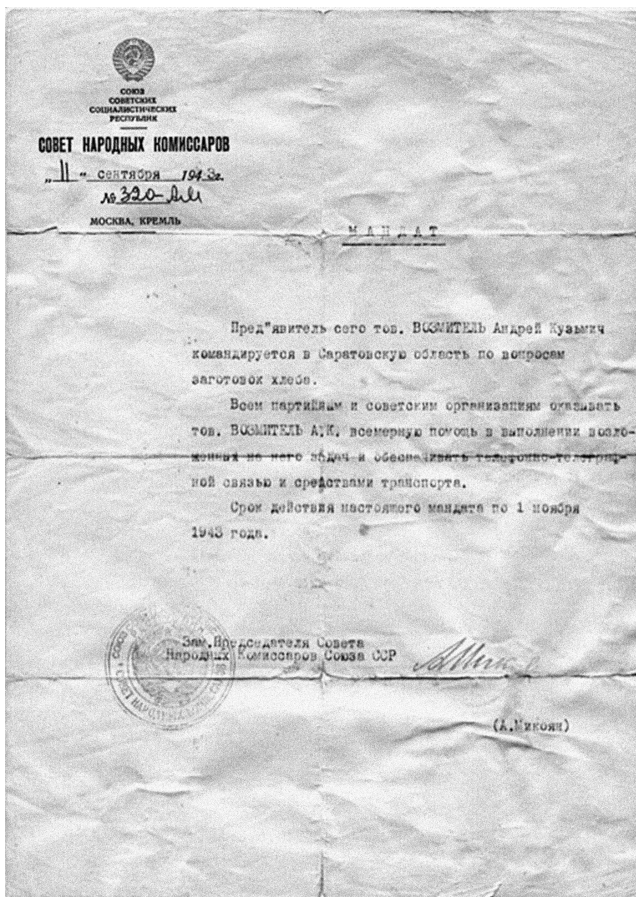 СОЮЗ
СОВЕТСКИХ
СОЦИАЛИСТИЧЕСКИХ
РЕСПУБЛИК
СОВЕТ НАРОДНЫХ КОМИССАРОВ
„11" сентября 1943г.
№ 320-АМ
МОСКВА, КРЕМЛЬ
МАНДАТ
Пред"явитель сего тов. ВОЗМИТЕЛЬ Андрей Кузьмич
командируется в Саратовскую область по вопросам
заготовок хлеба.
Всем партийным и советским организациям оказывать
тов. ВОЗМИТЕЛЬ А.К. всемерную помощь в выполнении возло-
женных на него задач и обеспечивать телефонно-телеграф-
ной связью и средствами транспорта.
Срок действия настоящего мандата по 1 ноября
1943 года.
Зам.Председателя Совета
Народных Комиссаров Союза ССР
(А.Микоян)